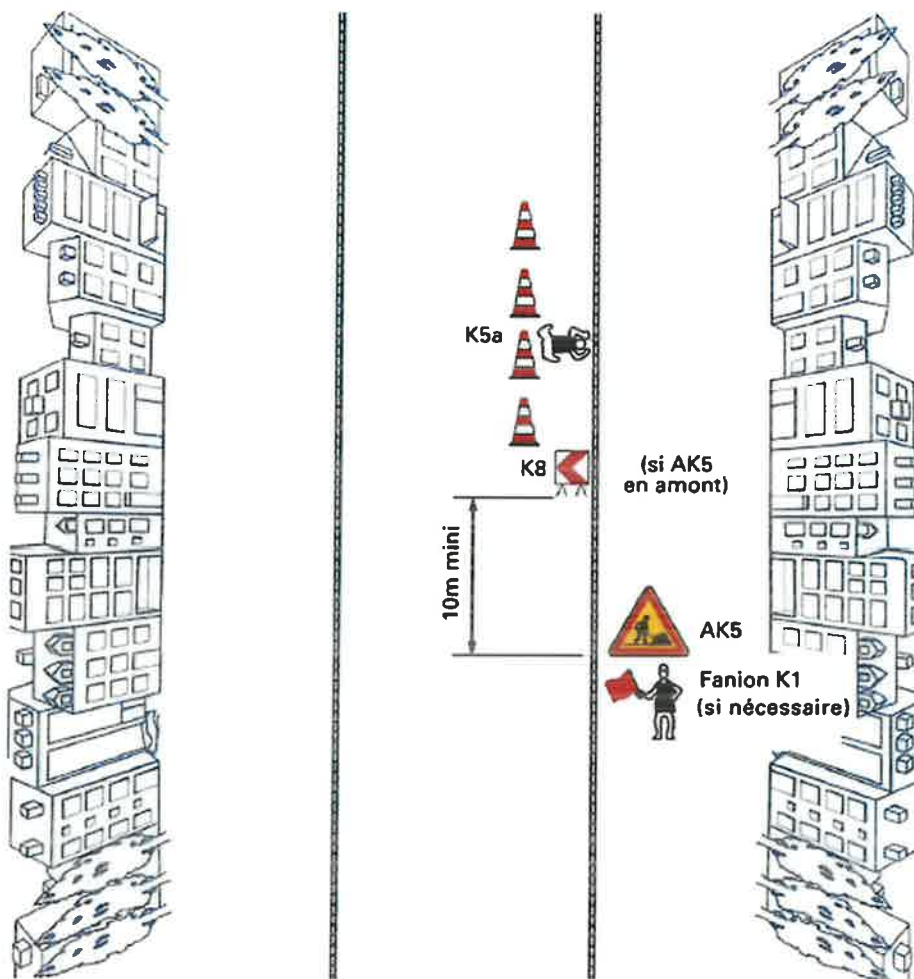 K5a
K8
(si AK5
en amont)
10m mini
AK5
Fanion K1
(si nécessaire)